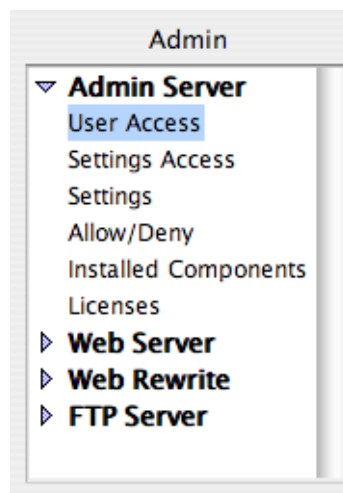 Admin
Admin Server
User Access
Settings Access
Settings
Allow/Deny
Installed Components
Licenses
Web Server
Web Rewrite
FTP Server